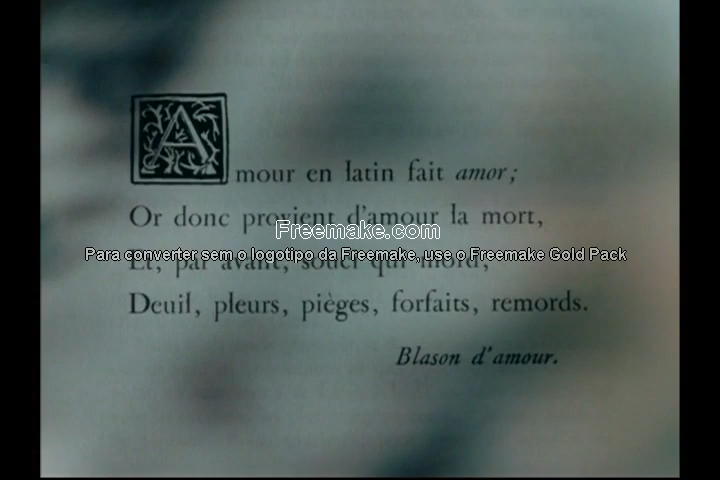 Amour en latin fait amor;
Or donc provient d'amour la mort,
Freemake.com
Para converter sem o logotipo da Freemake, use o Freemake Gold Pack
Et, par avant, souci qui mord,
Deuil, pleurs, pièges, forfaits, remords.
Blason d'amour.